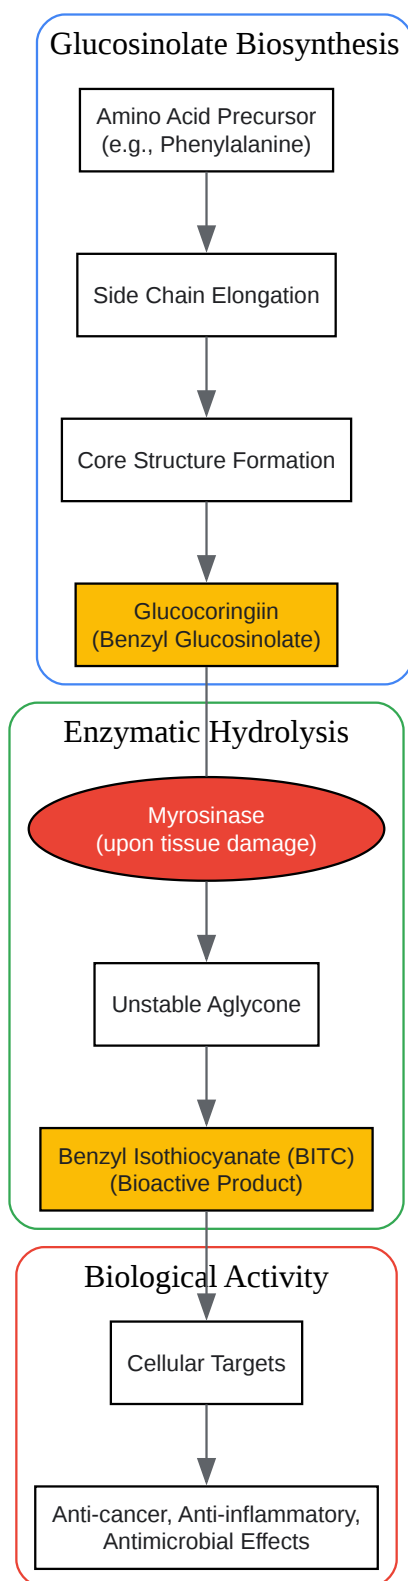 Glucosinolate Biosynthesis
Amino Acid Precursor
(e.g., Phenylalanine)
Side Chain Elongation
Core Structure Formation
Glucocoringiin
(Benzyl Glucosinolate)
Enzymatic Hydrolysis
Myrosinase
(upon tissue damage)
Unstable Aglycone
Benzyl Isothiocyanate (BITC)
(Bioactive Product)
Biological Activity
Cellular Targets
Anti-cancer, Anti-inflammatory,
Antimicrobial Effects